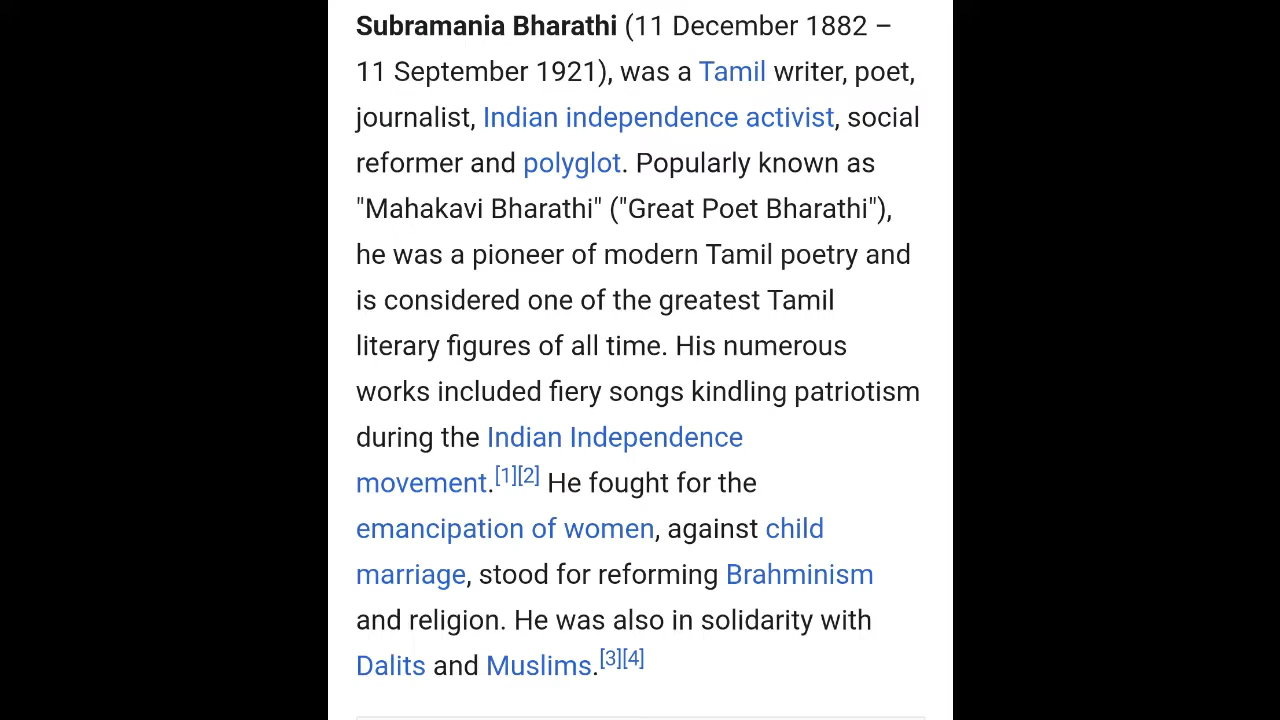 Subramania Bharathi (11 December 1882 –
11 September 1921), was a Tamil writer, poet,
journalist, Indian independence activist, social
reformer and polyglot. Popularly known as
"Mahakavi Bharathi" ("Great Poet Bharathi"),
he was a pioneer of modern Tamil poetry and
is considered one of the greatest Tamil
literary figures of all time. His numerous
works included fiery songs kindling patriotism
during the Indian Independence
movement.[1][2] He fought for the
emancipation of women, against child
marriage, stood for reforming Brahminism
and religion. He was also in solidarity with
Dalits and Muslims.[3][4]